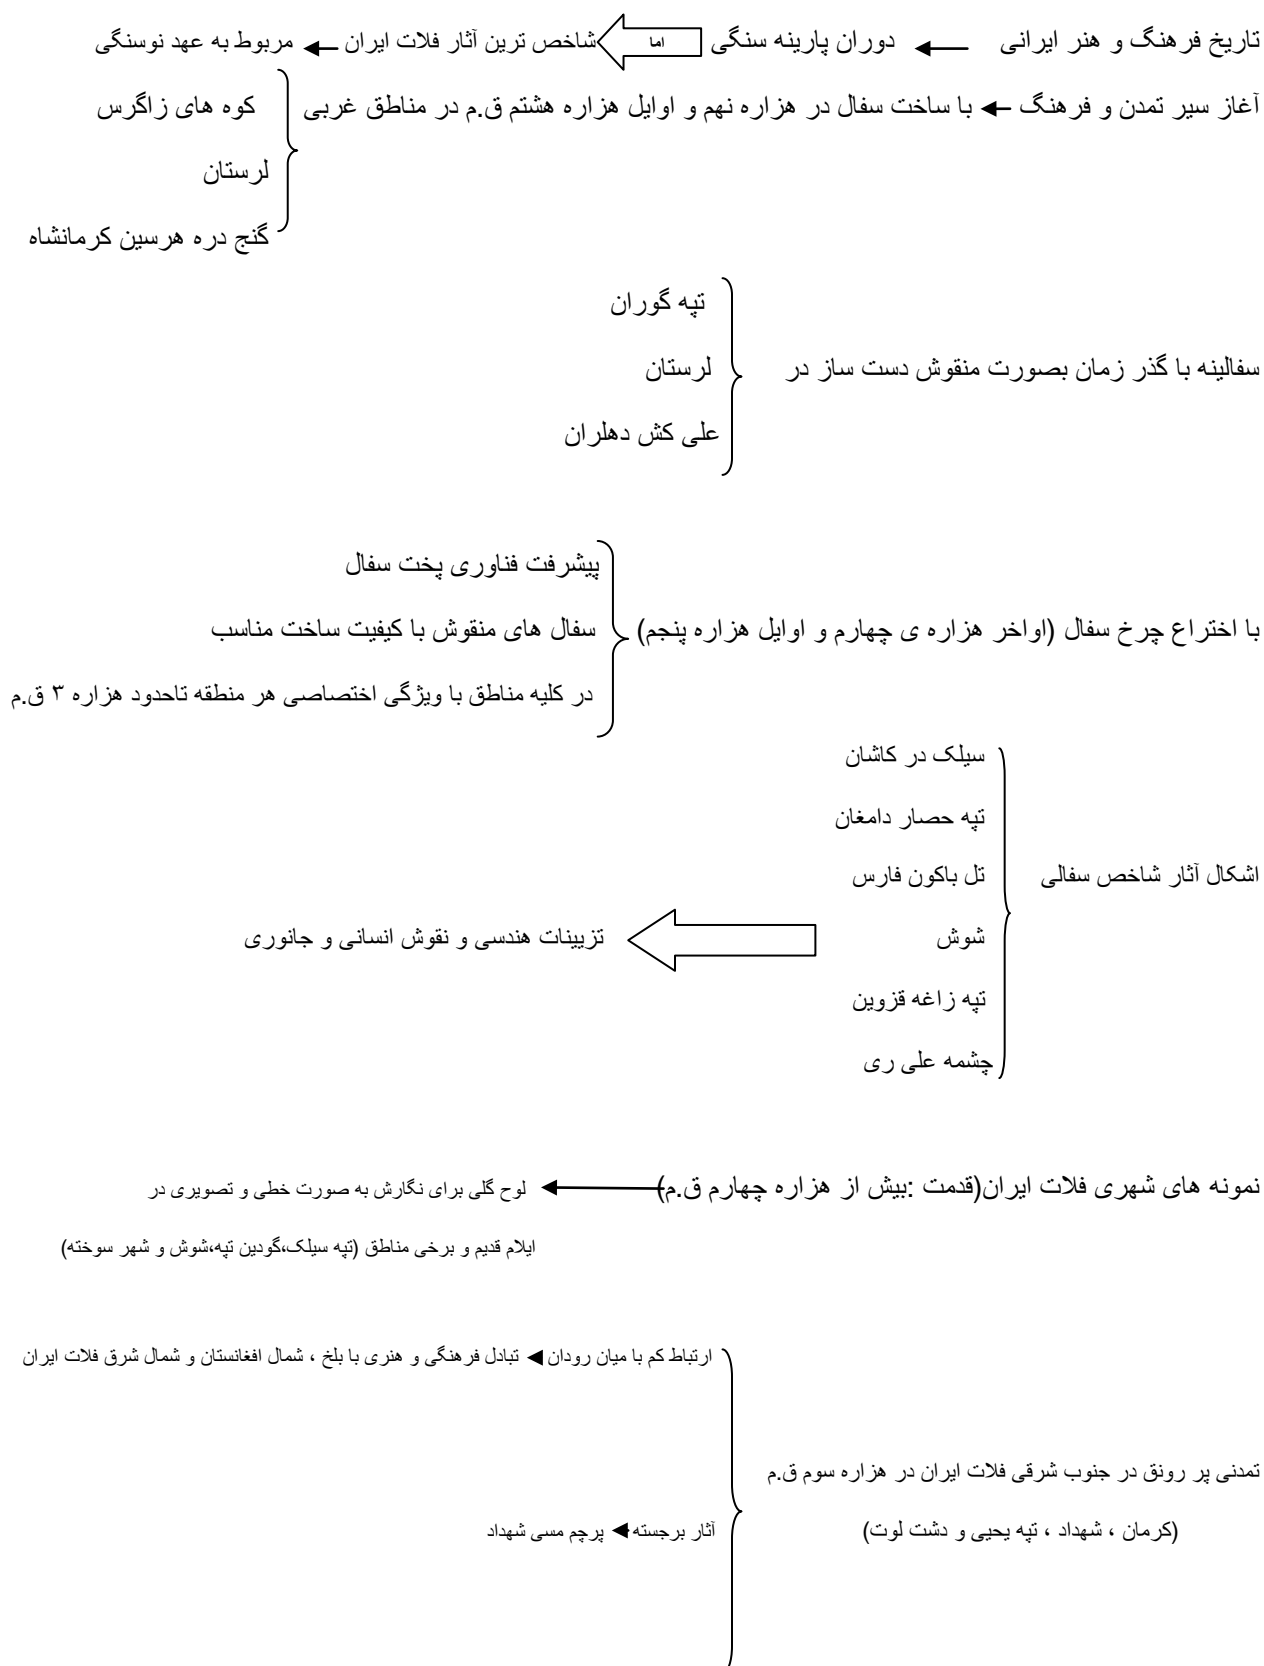 تاریخ فرهنگ و هنر ایرانی دوران پارینه سنگی اما شاخص ترین آثار فلات ایران مربوط به عهد نوسنگی
آغاز سیر تمدن و فرهنگ با ساخت سفال در هزاره نهم و اوایل هزاره هشتم ق.م در مناطق غربی کوه های زاگرس
لرستان
گنج دره هرسین کرمانشاه
تپه گوران
سفالینه با گذر زمان بصورت منقوش دست ساز در لرستان
علی کش دهلران
پیشرفت فناوری پخت سفال
با اختراع چرخ سفال (اواخر هزاره ی چهارم و اوایل هزاره پنجم) سفال های منقوش با کیفیت ساخت مناسب
در کلیه مناطق با ویژگی اختصاصی هر منطقه تاحدود هزاره ۳ ق.م
سیلک در کاشان
تپه حصار دامغان
اشکال آثار شاخص سفالی تل باکون فارس
شوش تزیینات هندسی و نقوش انسانی و جانوری
تپه زاغه قزوین
چشمه علی ری
نمونه های شهری فلات ایران(قدمت :بیش از هزاره چهارم ق.م) لوح گلی برای نگارش به صورت خطی و تصویری در
ایلام قدیم و برخی مناطق (تپه سیلک،گودین تپه،شوش و شهر سوخته)
ارتباط کم با میان رودان تبادل فرهنگی و هنری با بلخ ، شمال افغانستان و شمال شرق فلات ایران
تمدنی پر رونق در جنوب شرقی فلات ایران در هزاره سوم ق.م
(کرمان ، شهداد ، تپه یحیی و دشت لوت) آثار برجسته پرچم مسی شهداد